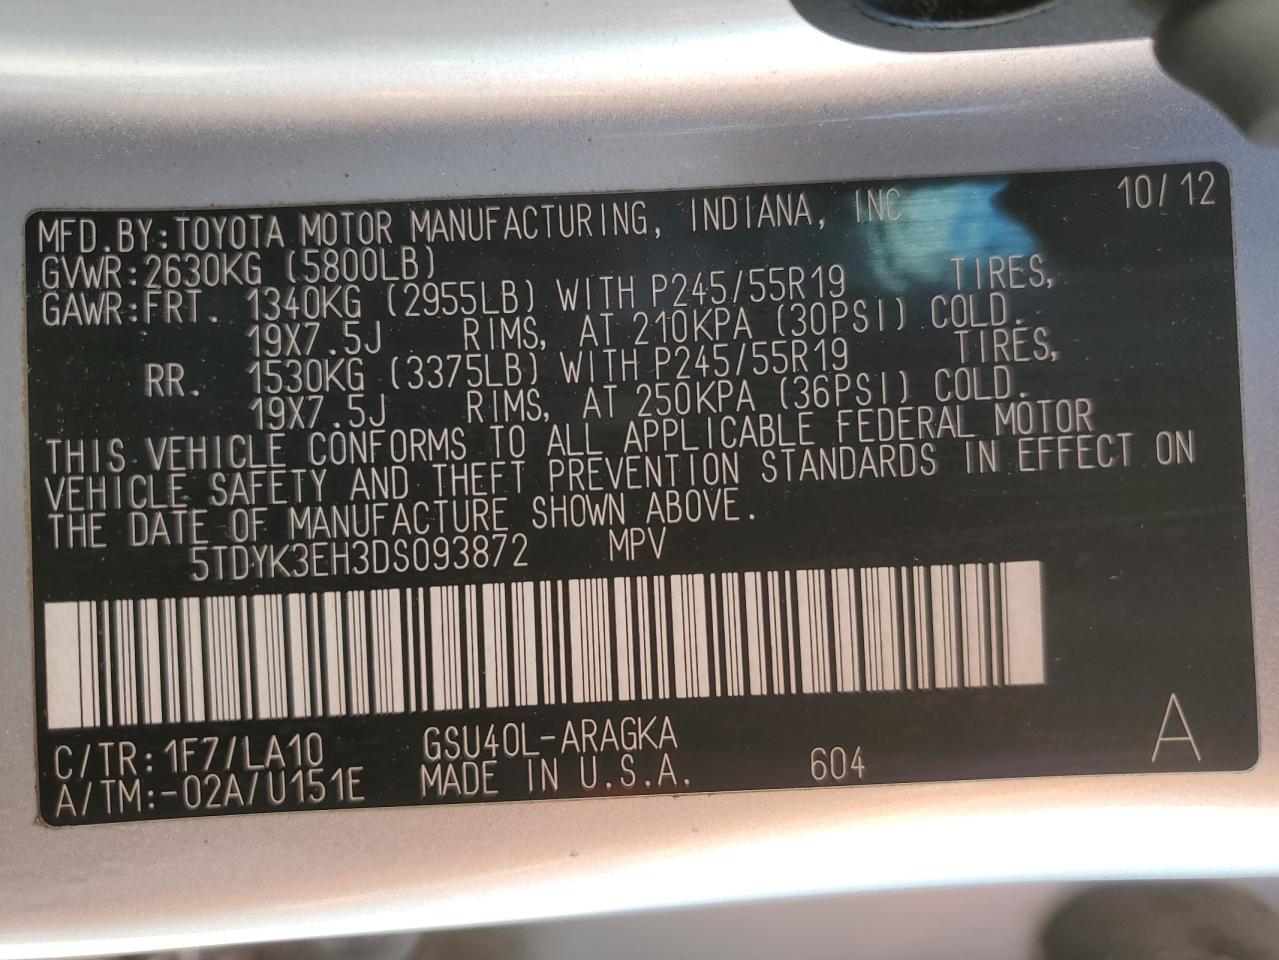 MFD.BY:TOYOTA MOTOR MANUFACTURING, INDIANA, INC. 10/12
GVWR:2630KG (5800LB)
GAWR:FRT. 1340KG (2955LB) WITH P245/55R19 TIRES,
19X7.5J RIMS, AT 210KPA (30PSI) COLD.
RR. 1530KG (3375LB) WITH P245/55R19 TIRES,
19X7.5J RIMS, AT 250KPA (36PSI) COLD.
THIS VEHICLE CONFORMS TO ALL APPLICABLE FEDERAL MOTOR
VEHICLE SAFETY AND THEFT PREVENTION STANDARDS IN EFFECT ON
THE DATE OF MANUFACTURE SHOWN ABOVE.
5TDYK3EH3DS093872 MPV
C/TR: 1F7/LA10 GSU40L-ARAGKA A
A/TM:-02A/U151E MADE IN U.S.A. 604